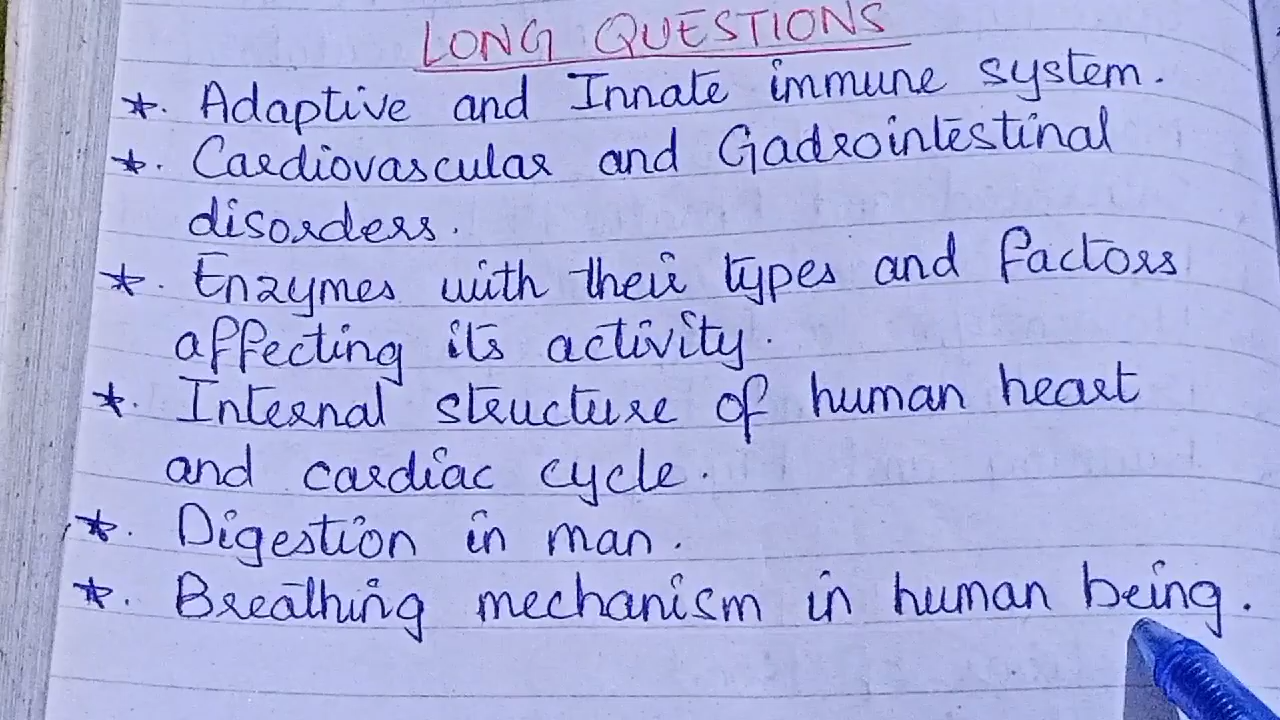 LONG QUESTIONS
*. Adaptive and Innate immune system.
*. Cardiovascular and Gadrointestinal
disorders.
*. Enzymes with their types and factors
affecting its activity.
*. Internal structure of human heart
and cardiac cycle.
*. Digestion in man.
*. Breathing mechanism in human being.